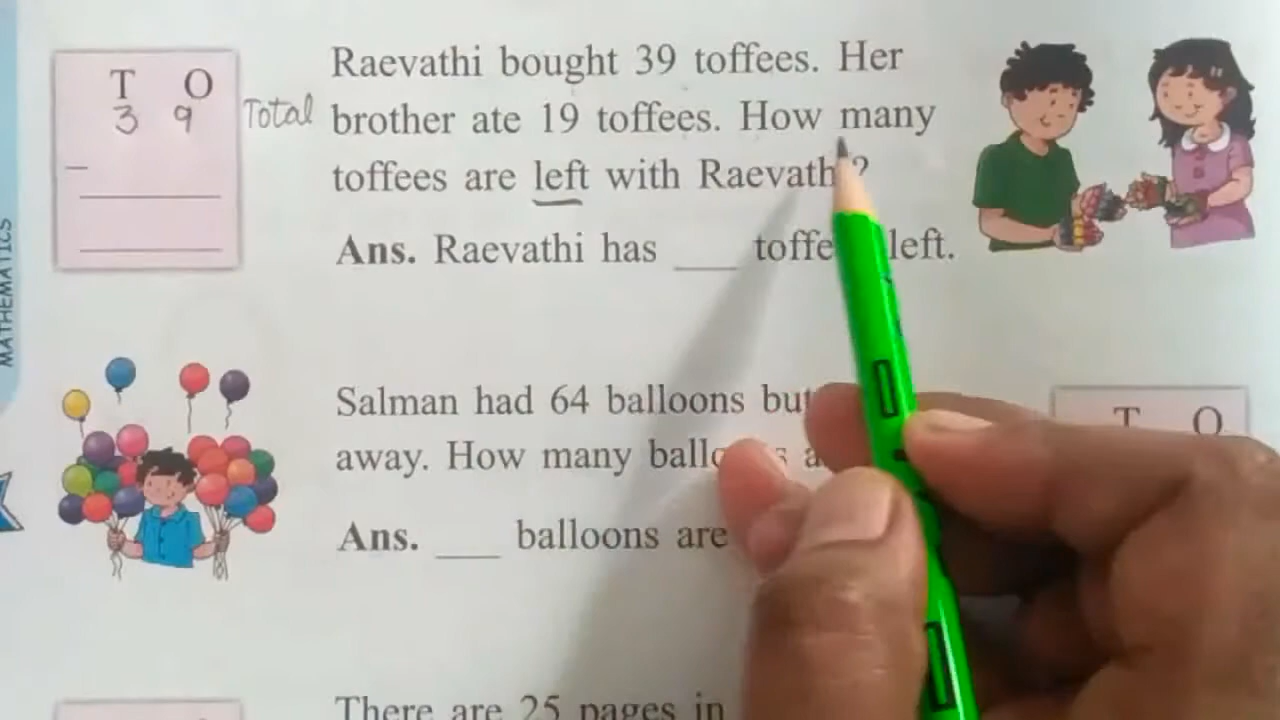 MATHEMATICS
T O
3 9
Total
Raevathi bought 39 toffees. Her
brother ate 19 toffees. How many
toffees are left with Raevathi?
Ans. Raevathi has ___ toffe left.
Salman had 64 balloons but
away. How many
Ans. ___ balloons are
T O
There are 25 pages in